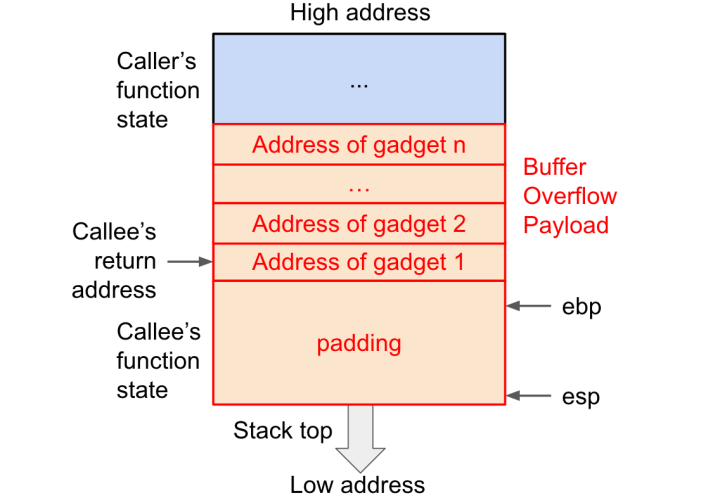 High address
Caller’s
function
state
...
Address of gadget n
...
Address of gadget 2
Address of gadget 1
Buffer
Overflow
Payload
Callee’s
return
address
Callee’s
function
state
padding
ebp
esp
Stack top
Low address